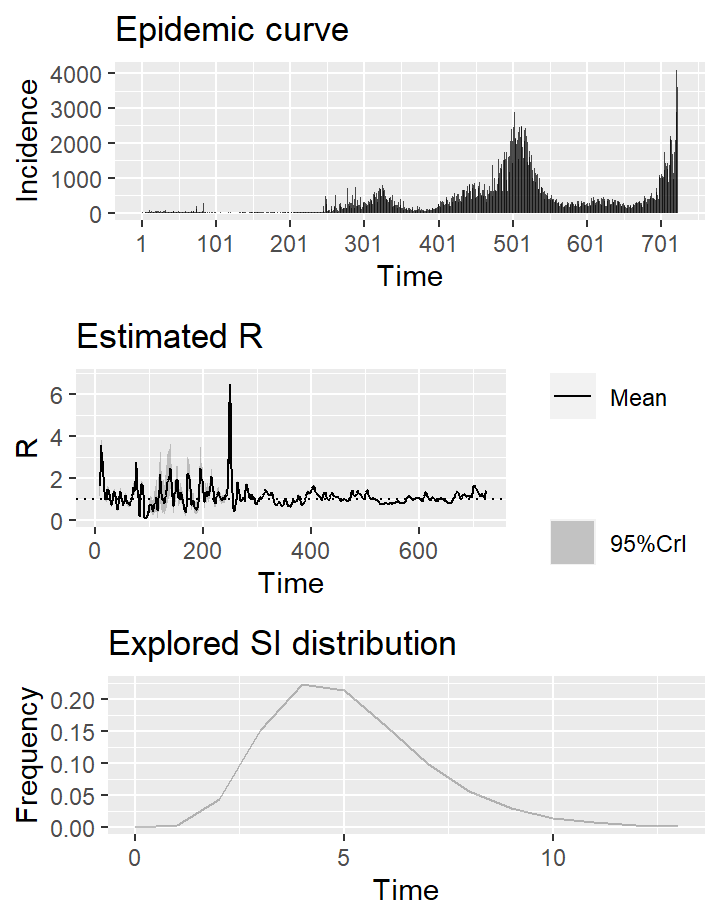 Epidemic curve
4000
3000
2000
1000
0
Incidence
1 101 201 301 401 501 601 701
Time
Estimated R
6
4
2
0
R
0 200 400 600
Time
Mean
95%CrI
Explored SI distribution
0.20
0.15
0.10
0.05
0.00
Frequency
0 5 10
Time